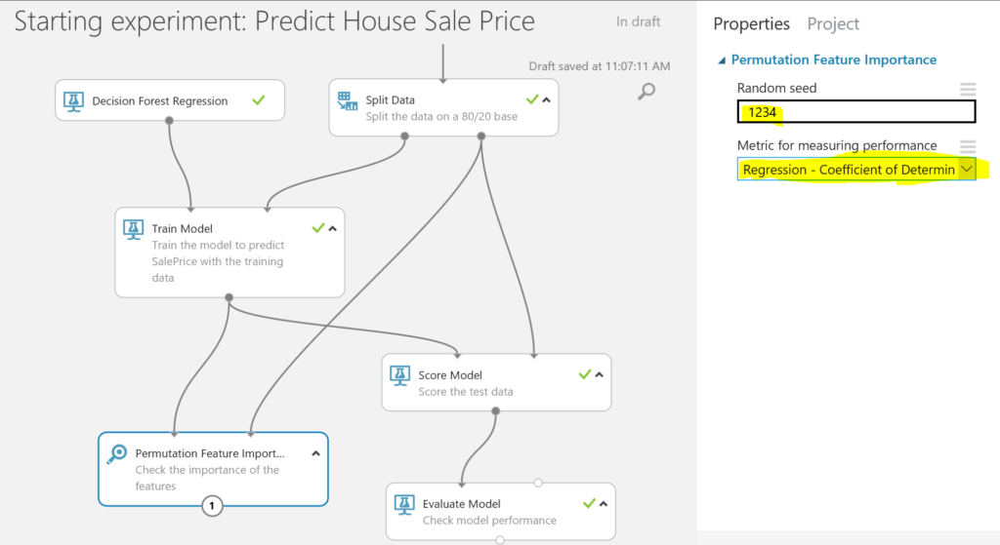 Starting experiment: Predict House Sale Price
In draft
Draft saved at 11:07:11 AM
Decision Forest Regression
Split Data
Split the data on a 80/20 base
Train Model
Train the model to predict
SalePrice with the training
data
Score Model
Score the test data
Permutation Feature Import...
Check the importance of the
features
1
Evaluate Model
Check model performance
Properties
Project
Permutation Feature Importance
Random seed
1234
Metric for measuring performance
Regression - Coefficient of Determin